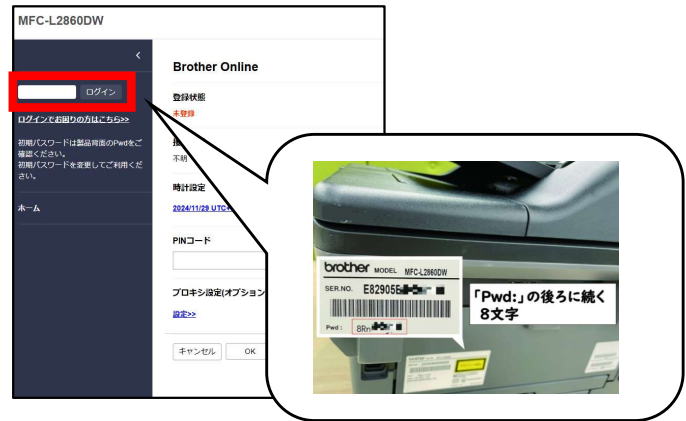 MFC-L2860DW
<
Brother Online
ログイン
登録状態
未登録
ログインでお困りの方はこちら>>
初期パスワードは製品背面のPwdをご
確認ください。
初期パスワードを変更してご利用くだ
さい。
不明
時計設定
2024/11/29 UTC+
ホーム
PINコード
プロキシ設定(オプション
設定>>
キャンセル
OK
brother MODEL MFC-L2860DW
SER.NO. E82905
Pwd : 8Rn
「Pwd:」の後ろに続く
8文字